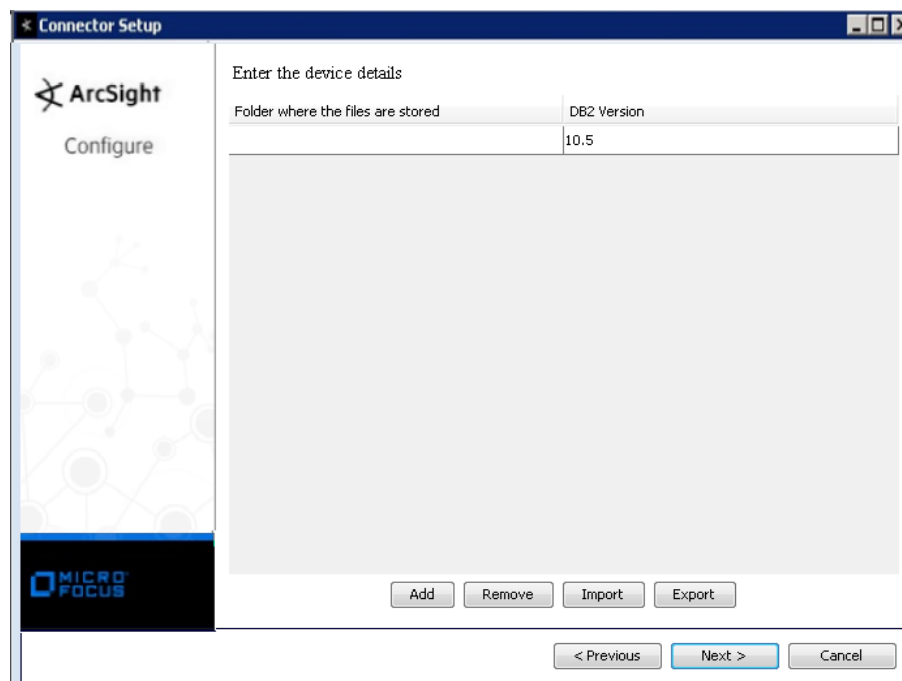 Connector Setup
ArcSight
Configure
Enter the device details
Folder where the files are stored DB2 Version
10.5
MICRO
FOCUS
Add Remove Import Export
< Previous Next > Cancel